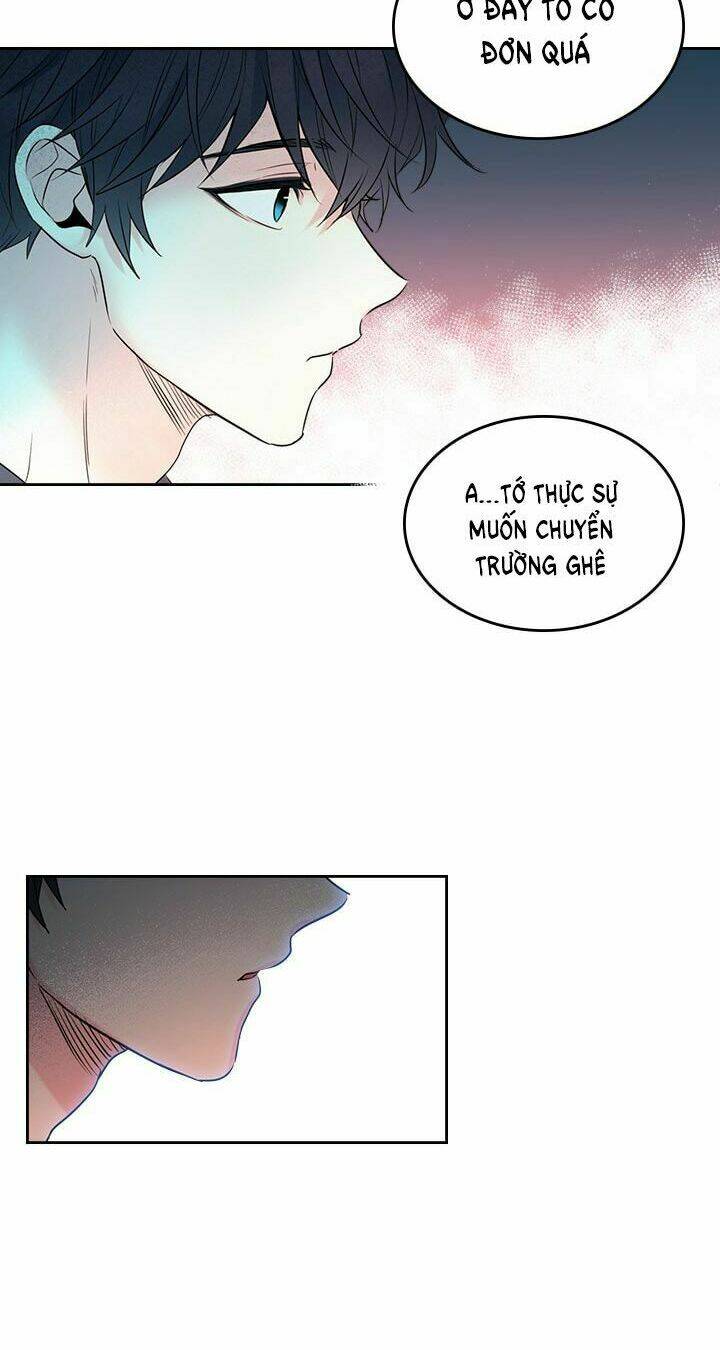 Ở ĐÂY TỚ CÔ
ĐƠN QUÁ
A...TỚ THỰC SỰ
MUỐN CHUYỂN
TRƯỜNG GHÊ